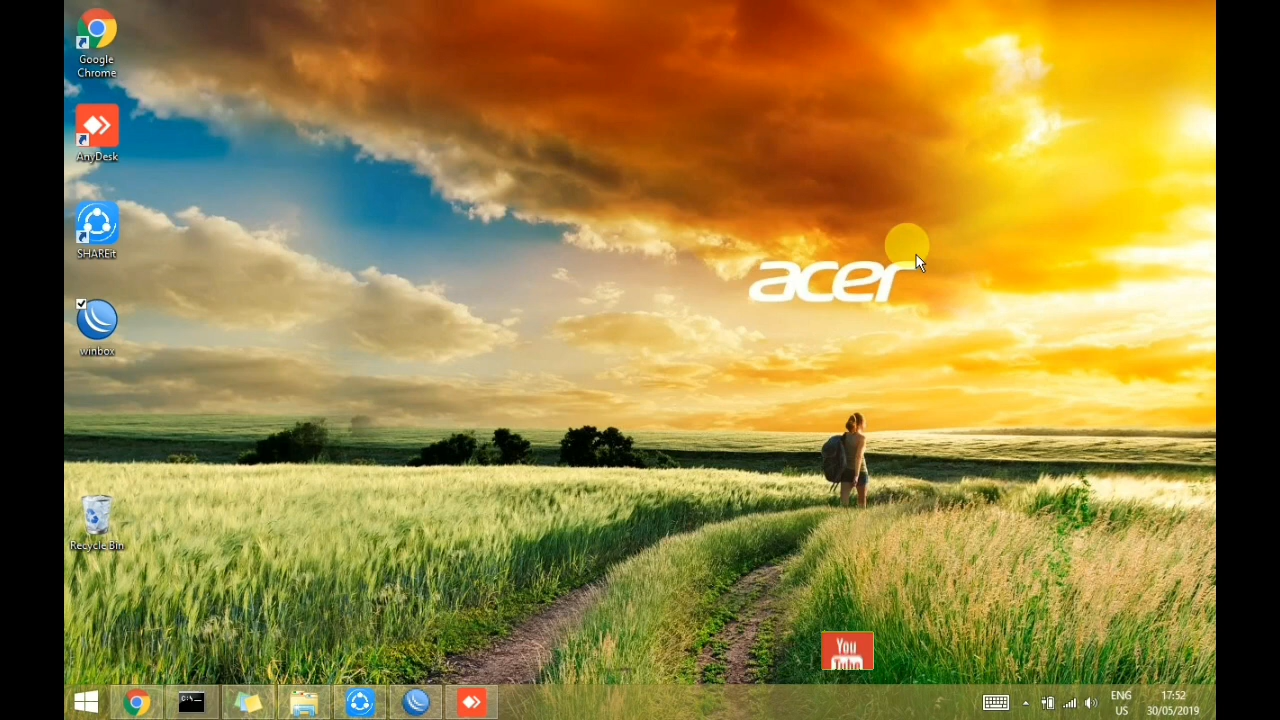 Google
Chrome
AnyDesk
SHAREit
winbox
Recycle Bin
acer
You
Tube
C:\
ENG
US
17:52
30/05/2019